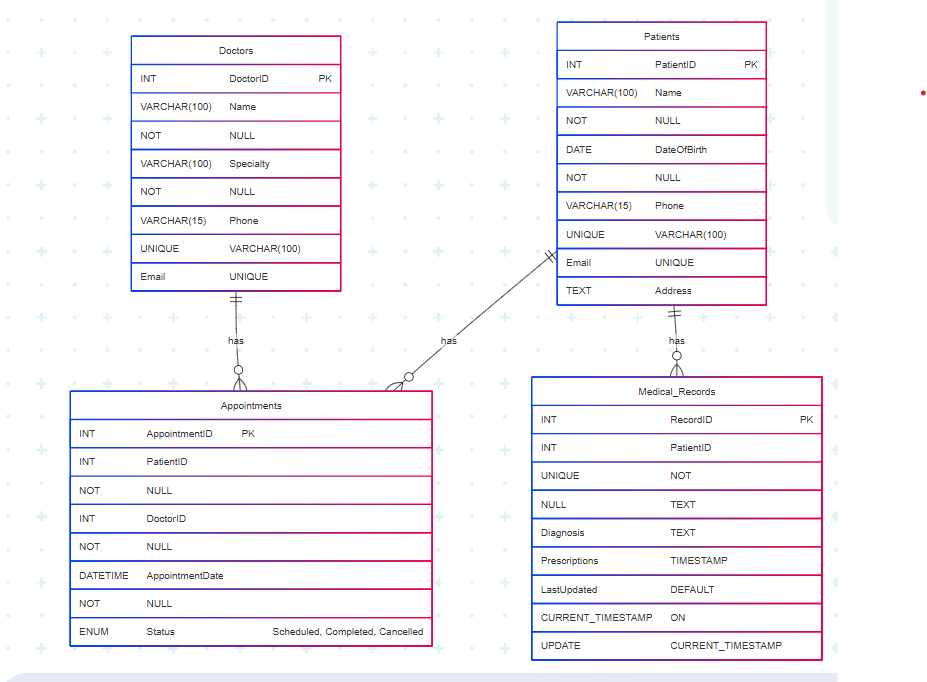 Doctors
INT DoctorID PK
VARCHAR(100) Name
NOT NULL
VARCHAR(100) Specialty
NOT NULL
VARCHAR(15) Phone
UNIQUE VARCHAR(100)
Email UNIQUE
Patients
INT PatientID PK
VARCHAR(100) Name
NOT NULL
DATE DateOfBirth
NOT NULL
VARCHAR(15) Phone
UNIQUE VARCHAR(100)
Email UNIQUE
TEXT Address
has
has
has
Appointments
INT AppointmentID PK
INT PatientID
NOT NULL
INT DoctorID
NOT NULL
DATETIME AppointmentDate
NOT NULL
ENUM Status Scheduled, Completed, Cancelled
Medical_Records
INT RecordID PK
INT PatientID
UNIQUE NOT
NULL TEXT
Diagnosis TEXT
Prescriptions TIMESTAMP
LastUpdated DEFAULT
CURRENT_TIMESTAMP ON
UPDATE CURRENT_TIMESTAMP